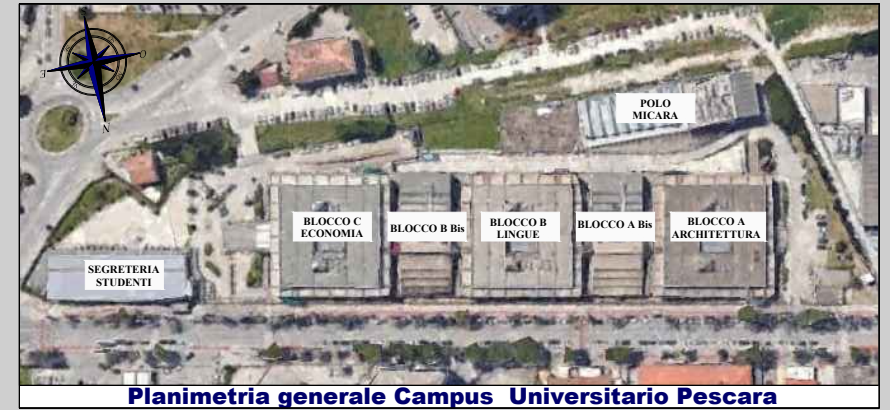 POLO
MICARA
BLOCCO C
ECONOMIA
BLOCCO B Bis
BLOCCO B
LINGUE
BLOCCO A Bis
BLOCCO A
ARCHITETTURA
SEGRETERIA
STUDENTI
E
O
N
Planimetria generale Campus Universitario Pescara